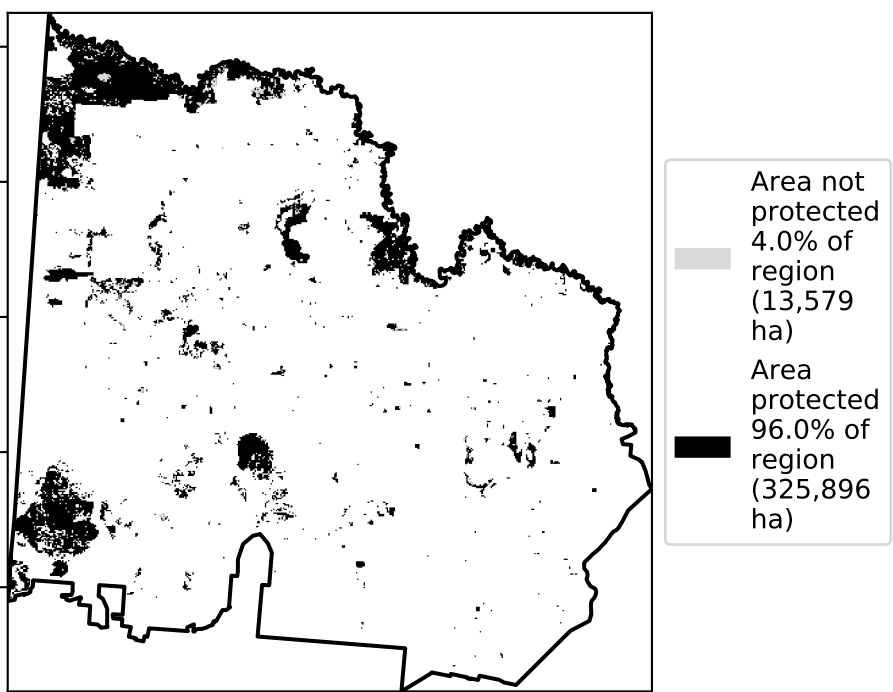 Area not
protected
4.0% of
region
(13,579
ha)
Area
protected
96.0% of
region
(325,896
ha)